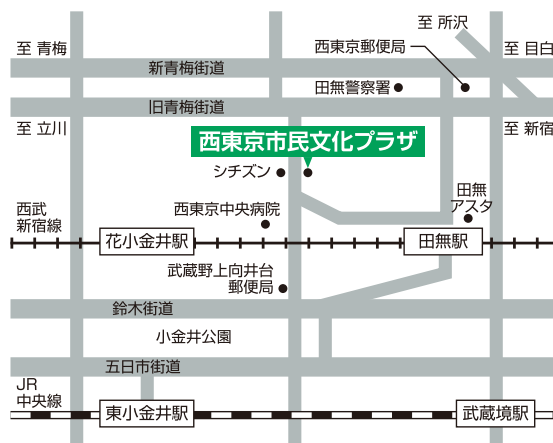 至 所沢
至 青梅
西東京郵便局
至 目白
新青梅街道
田無警察署
旧青梅街道
至 立川
至 新宿
西東京市民文化プラザ
シチズン
田無
アスタ
西武
新宿線
西東京中央病院
花小金井駅
田無駅
武蔵野上向井台
郵便局
鈴木街道
小金井公園
五日市街道
JR
中央線
東小金井駅
武蔵境駅